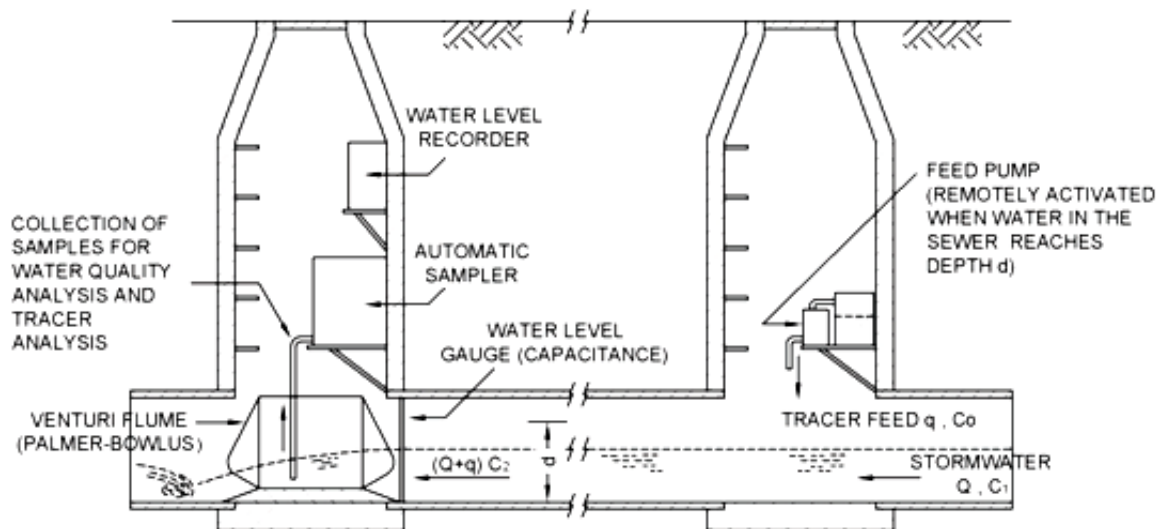 WATER LEVEL
RECORDER
COLLECTION OF
SAMPLES FOR
WATER QUALITY
ANALYSIS AND
TRACER
ANALYSIS
AUTOMATIC
SAMPLER
WATER LEVEL
GAUGE (CAPACITANCE)
VENTURI FLUME
(PALMER-BOWLUS)
(Q+q) C₂
d
FEED PUMP
(REMOTELY ACTIVATED
WHEN WATER IN THE
SEWER REACHES
DEPTH d)
TRACER FEED q , Co
STORMWATER
Q , C₁